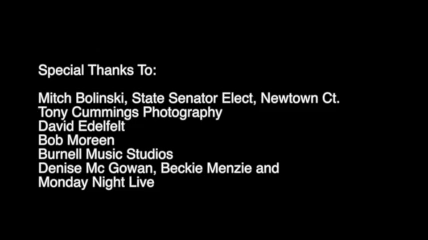 Special Thanks To:
Mitch Bolinski, State Senator Elect, Newtown Ct.
Tony Cummings Photography
David Edelfelt
Bob Moreen
Burnell Music Studios
Denise Mc Gowan, Beckie Menzie and
Monday Night Live